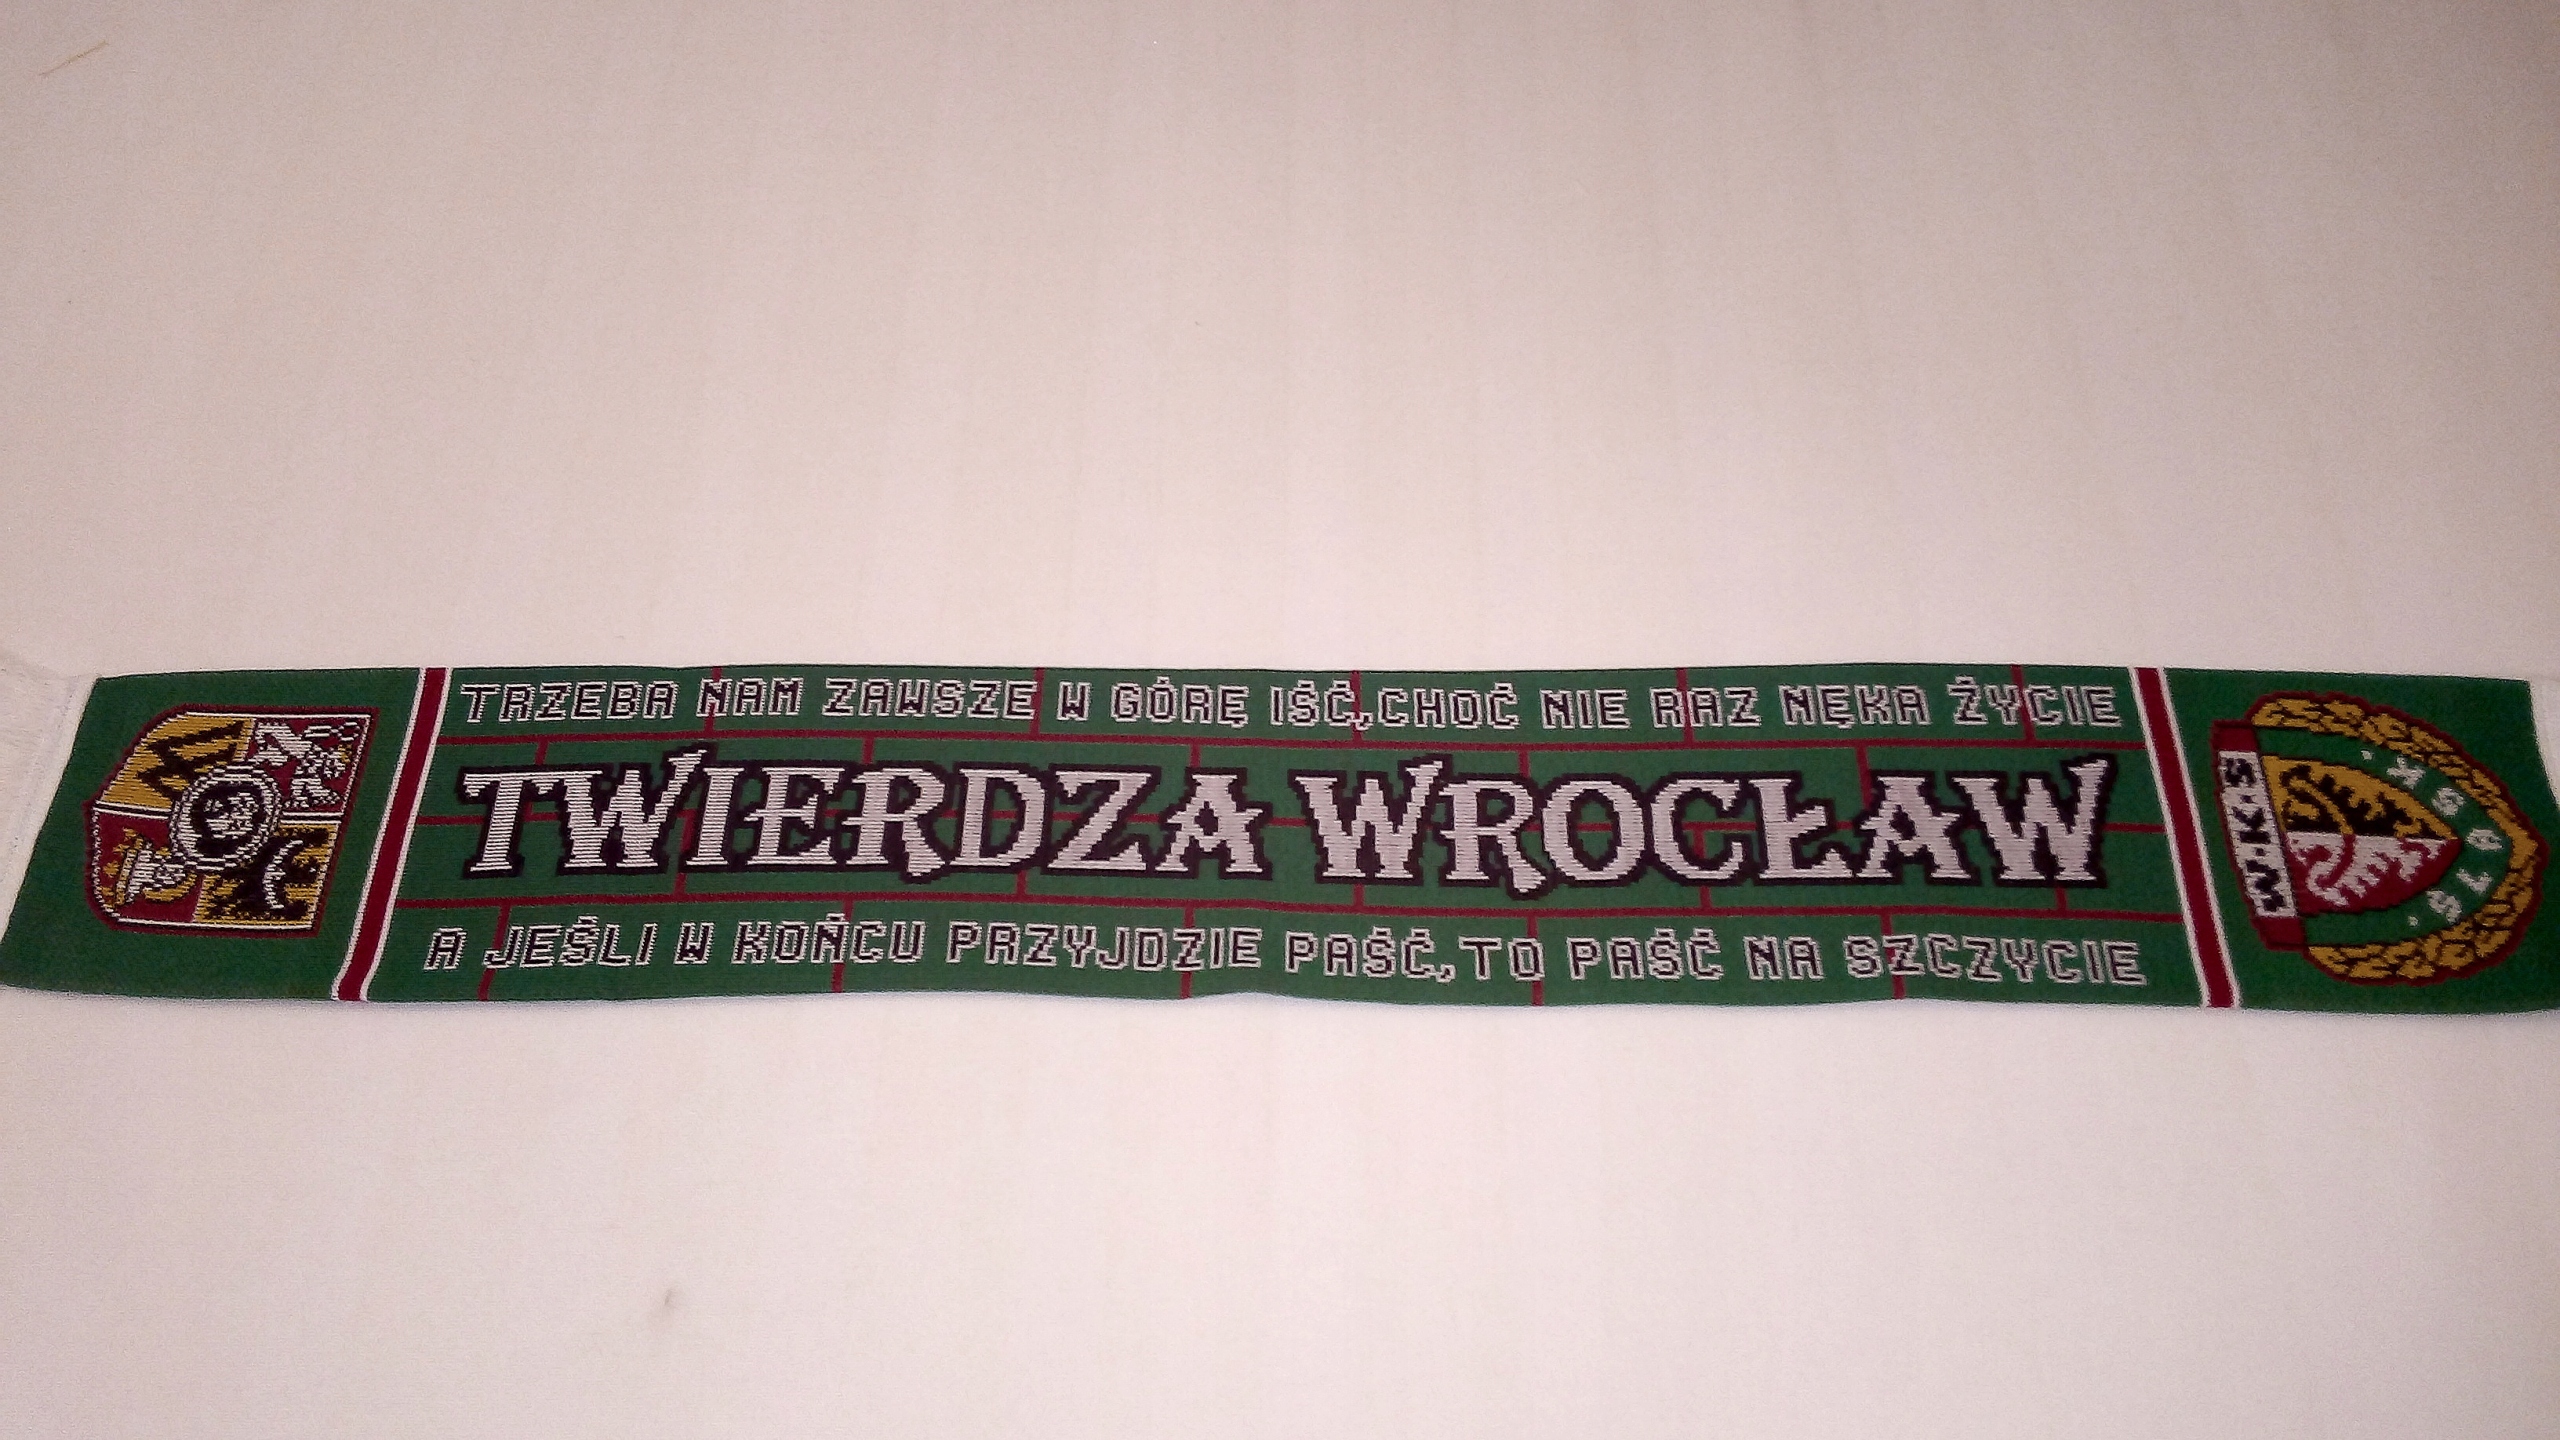 TRZEBA NAM ZAWSZE W GÓRĘ IŚĆ,CHOĆ NIE RAZ NĘKA ŻYCIE
TWIERDZA WROCŁAW
A JEŚLI W KOŃCU PRZYJDZIE PAŚĆ,TO PAŚĆ NA SZCZYCIE
W
W.K.S
·ŚLĄSK·